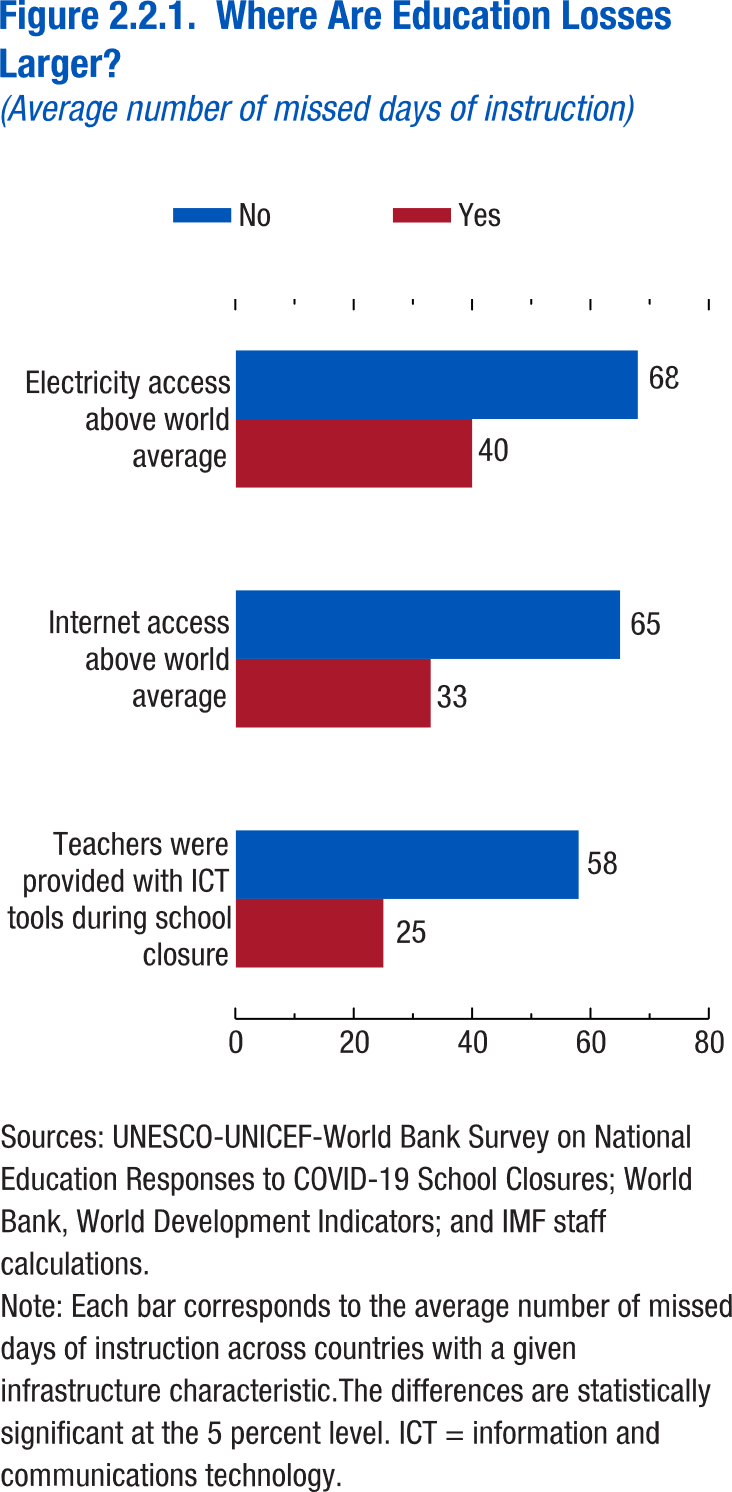 Figure 2.2.1. Where Are Education Losses
Larger?
(Average number of missed days of instruction)
No
Yes
Electricity access
above world
average
68
40
Internet access
above world
average
65
33
Teachers were
provided with ICT
tools during school
closure
58
25
0 20 40 60 80
Sources: UNESCO-UNICEF-World Bank Survey on National
Education Responses to COVID-19 School Closures; World
Bank, World Development Indicators; and IMF staff
calculations.
Note: Each bar corresponds to the average number of missed
days of instruction across countries with a given
infrastructure characteristic.The differences are statistically
significant at the 5 percent level. ICT = information and
communications technology.